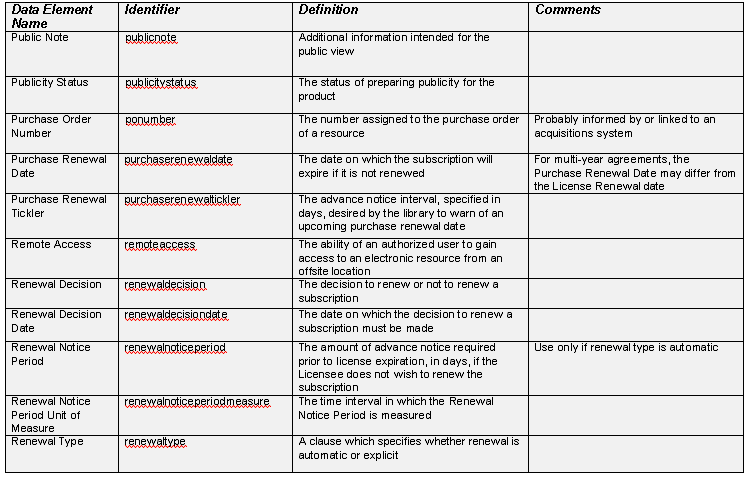 Data Element Name Identifier Definition Comments
Public Note publicnote Additional information intended for the
public view
Publicity Status publicitystatus The status of preparing publicity for the
product
Purchase Order ponumber The number assigned to the purchase order Probably informed by or linked to an
Number of a resource acquisitions system
Purchase Renewal purchaserenewaldate The date on which the subscription will For multi-year agreements, the
Date expire if it is not renewed Purchase Renewal Date may differ from
the License Renewal date
Purchase Renewal purchaserenewaltickler The advance notice interval, specified in
Tickler days, desired by the library to warn of an
upcoming purchase renewal date
Remote Access remoteaccess The ability of an authorized user to gain
access to an electronic resource from an
offsite location
Renewal Decision renewaldecision The decision to renew or not to renew a
subscription
Renewal Decision renewaldecisiondate The date on which the decision to renew a
Date subscription must be made
Renewal Notice renewalnoticeperiod The amount of advance notice required Use only if renewal type is automatic
Period prior to license expiration, in days, if the
Licensee does not wish to renew the
subscription
Renewal Notice renewalnoticeperiodmeasure The time interval in which the Renewal
Period Unit of Notice Period is measured
Measure
Renewal Type renewaltype A clause which specifies whether renewal is
automatic or explicit